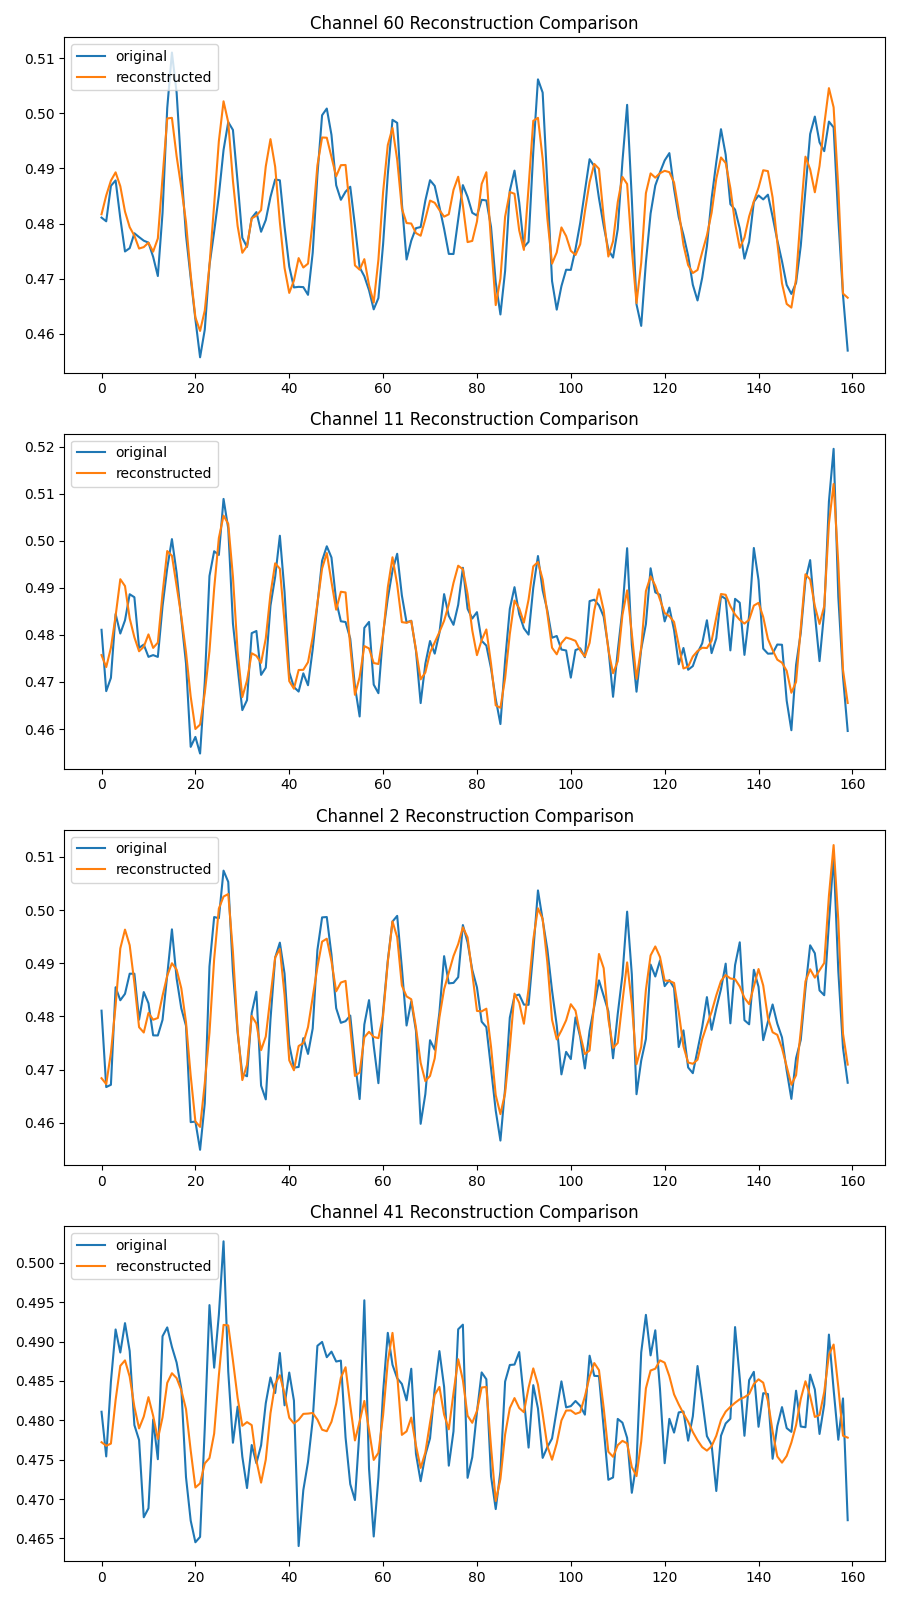 Channel 60 Reconstruction Comparison
original
reconstructed
0.51
0.50
0.49
0.48
0.47
0.46
0 20 40 60 80 100 120 140 160
Channel 11 Reconstruction Comparison
original
reconstructed
0.52
0.51
0.50
0.49
0.48
0.47
0.46
0 20 40 60 80 100 120 140 160
Channel 2 Reconstruction Comparison
original
reconstructed
0.51
0.50
0.49
0.48
0.47
0.46
0 20 40 60 80 100 120 140 160
Channel 41 Reconstruction Comparison
original
reconstructed
0.500
0.495
0.490
0.485
0.480
0.475
0.470
0.465
0 20 40 60 80 100 120 140 160